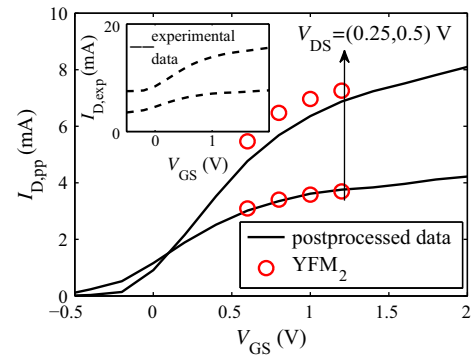 10
8
6
4
2
0
I_D,pp (mA)
-0.5
0
0.5
1
1.5
2
V_GS (V)
20
0
I_D,exp (mA)
experimental
data
0
1
V_GS (V)
V_DS=(0.25,0.5) V
postprocessed data
YFM_2